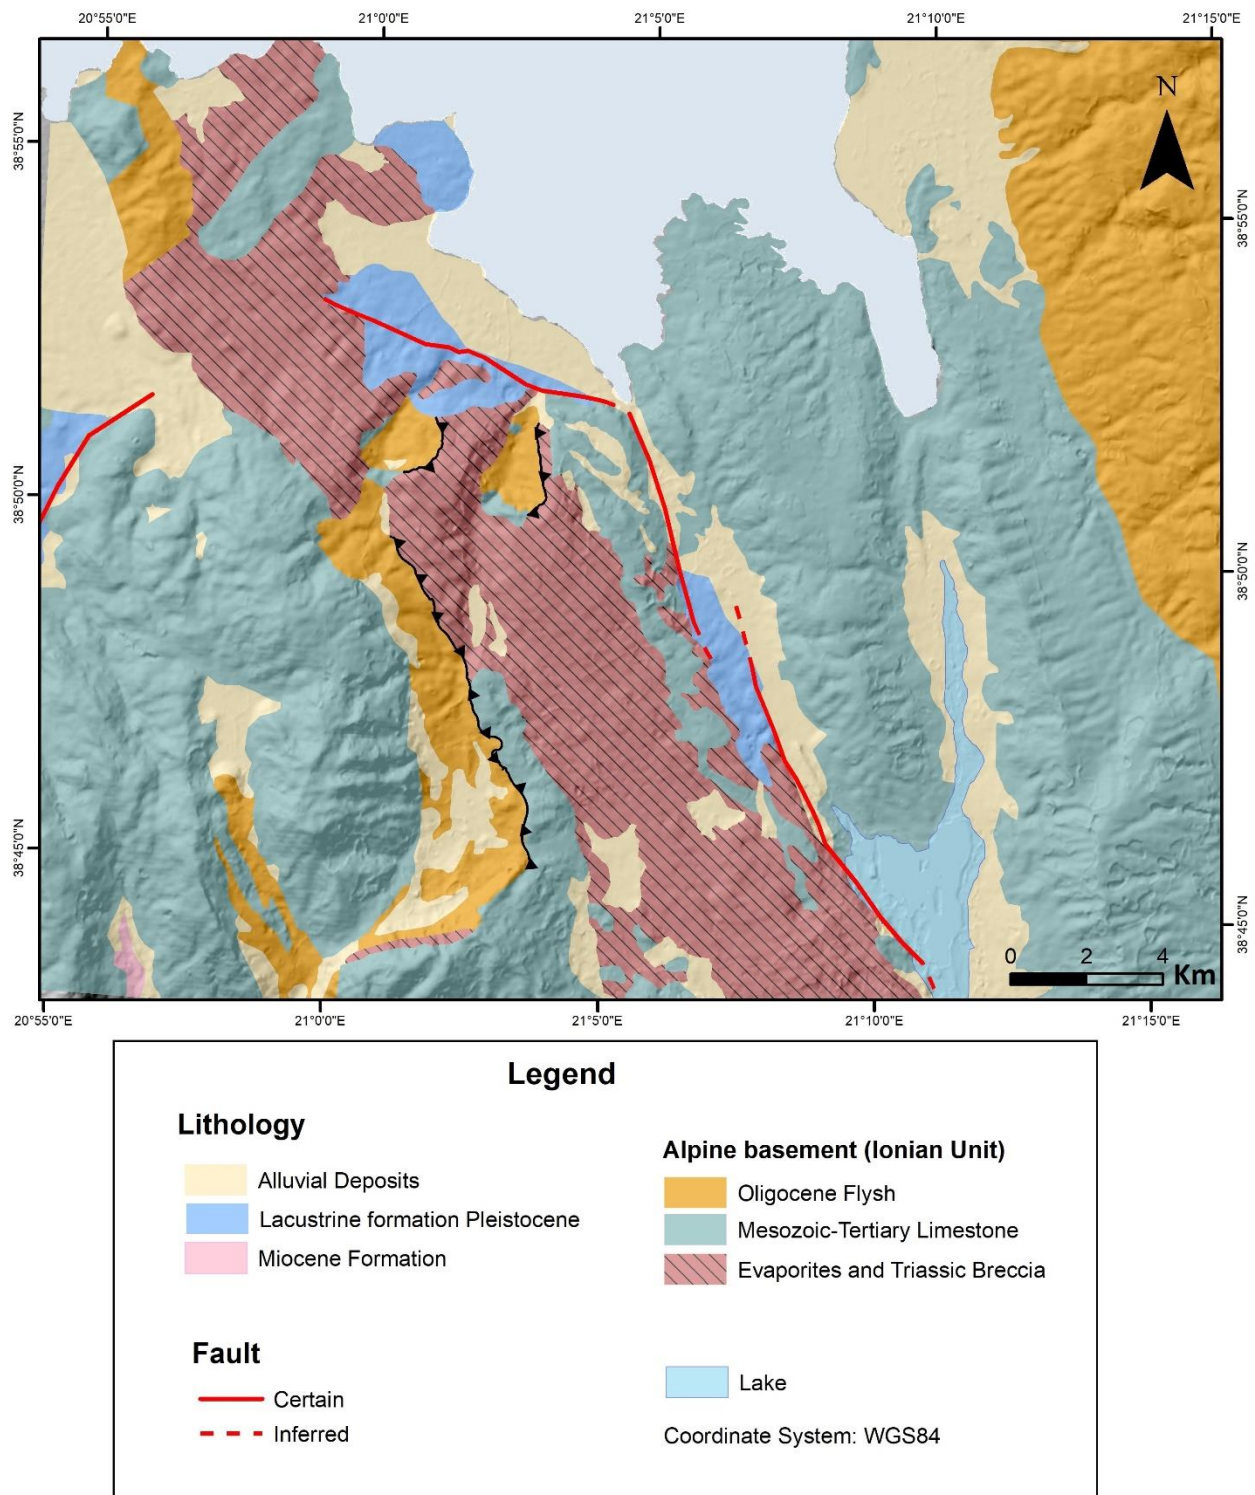 20°55'0"E 21°0'0"E 21°5'0"E 21°10'0"E 21°15'0"E
N
38°55'0"N
38°55'0"N
38°50'0"N
38°50'0"N
38°45'0"N
38°45'0"N
0 2 4
Km
20°55'0"E 21°0'0"E 21°5'0"E 21°10'0"E 21°15'0"E
Legend
Lithology
Alluvial Deposits
Lacustrine formation Pleistocene
Miocene Formation
Alpine basement (Ionian Unit)
Oligocene Flysh
Mesozoic-Tertiary Limestone
Evaporites and Triassic Breccia
Fault
Certain
Inferred
Lake
Coordinate System: WGS84